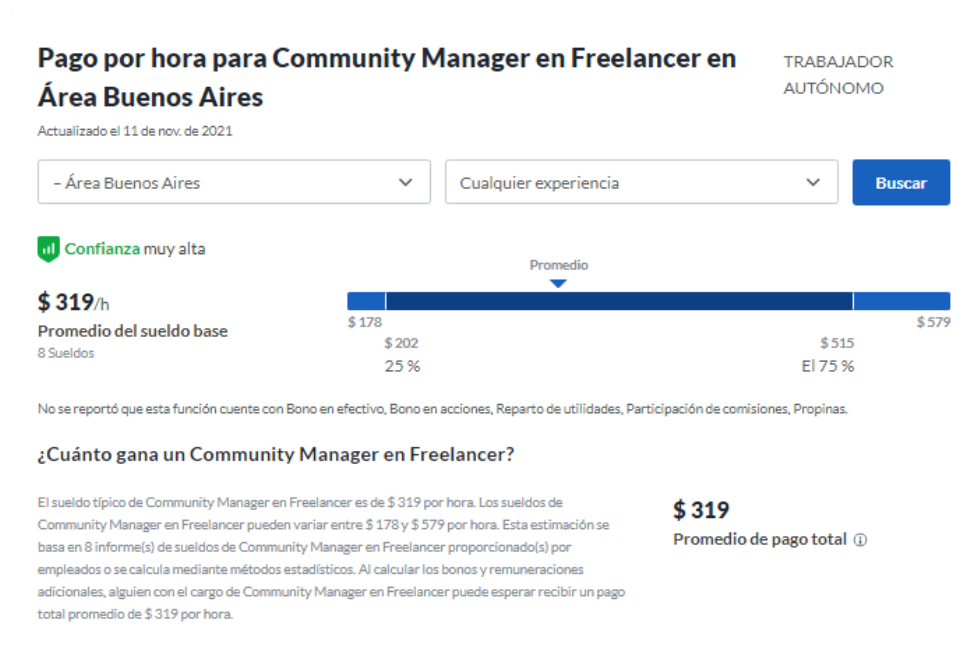 Pago por hora para Community Manager en Freelancer en
Área Buenos Aires
TRABAJADOR
AUTÓNOMO
Actualizado el 11 de nov. de 2021
– Área Buenos Aires
Cualquier experiencia
Buscar
Confianza muy alta
Promedio
$ 319/h
Promedio del sueldo base
8 Sueldos
$ 178
$ 579
$ 202
$ 515
25 %
El 75 %
No se reportó que esta función cuente con Bono en efectivo, Bono en acciones, Reparto de utilidades, Participación de comisiones, Propinas.
¿Cuánto gana un Community Manager en Freelancer?
El sueldo típico de Community Manager en Freelancer es de $ 319 por hora. Los sueldos de
Community Manager en Freelancer pueden variar entre $ 178 y $ 579 por hora. Esta estimación se
basa en 8 informe(s) de sueldos de Community Manager en Freelancer proporcionado(s) por
empleados o se calcula mediante métodos estadísticos. Al calcular los bonos y remuneraciones
adicionales, alguien con el cargo de Community Manager en Freelancer puede esperar recibir un pago
total promedio de $ 319 por hora.
$ 319
Promedio de pago total